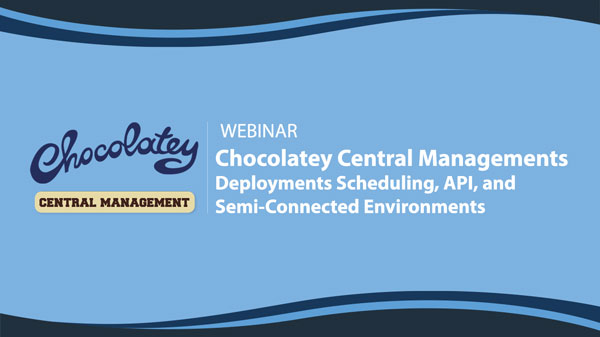 Chocolatey
CENTRAL MANAGEMENT
WEBINAR
Chocolatey Central Managements
Deployments Scheduling, API, and
Semi-Connected Environments